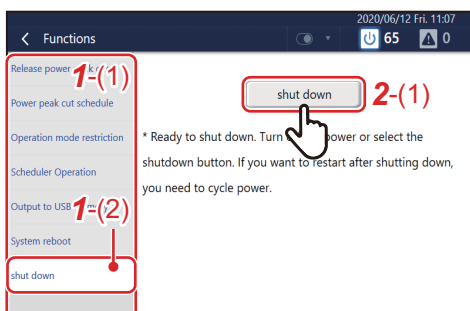 2020/06/12 Fri. 11:07
Functions
65
0
Release power
1-(1)
Power peak cut schedule
Operation mode restriction
Scheduler Operation
Output to USB
1-(2)
System reboot
shut down
shut down
2-(1)
* Ready to shut down. Turn power or select the
shutdown button. If you want to restart after shutting down,
you need to cycle power.